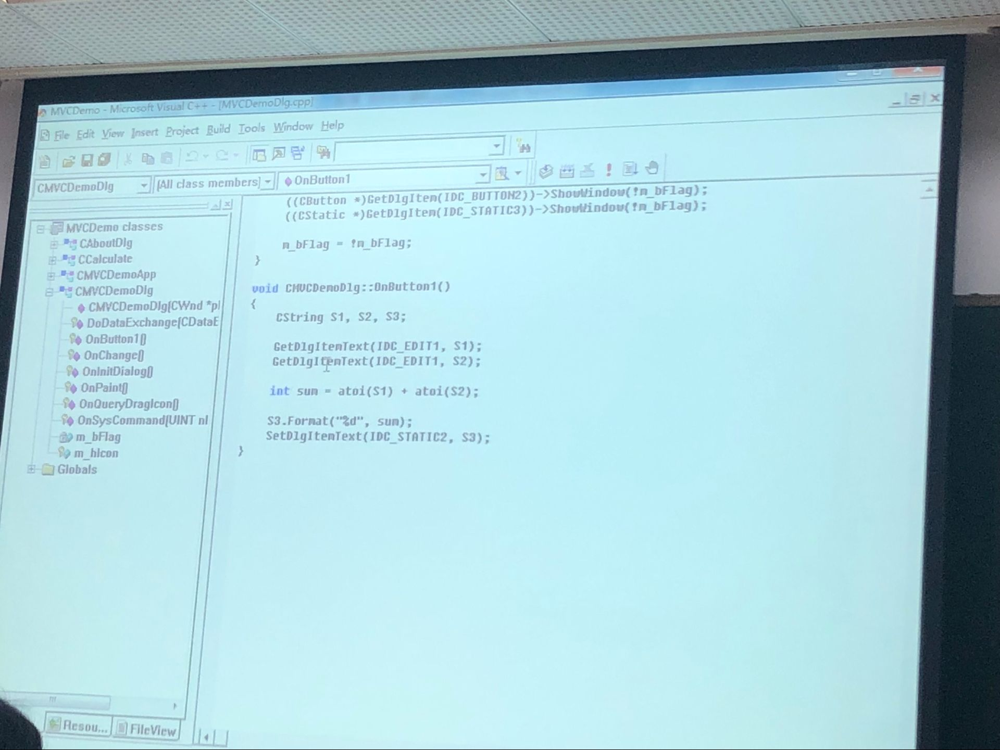 MVCDemo - Microsoft Visual C++ - [MVCDemoDlg.cpp]
File Edit View Insert Project Build Tools Window Help
CMVCDemoDlg [All class members] OnButton1
((CButton *)GetDlgItem(IDC_BUTTON2))->ShowWindow(!m_bFlag);
((CStatic *)GetDlgItem(IDC_STATIC3))->ShowWindow(!m_bFlag);
m_bFlag = !m_bFlag;
}
void CMVCDemoDlg::OnButton1()
{
CString S1, S2, S3;
GetDlgItemText(IDC_EDIT1, S1);
GetDlgItemText(IDC_EDIT1, S2);
int sum = atoi(S1) + atoi(S2);
S3.Format("%d", sum);
SetDlgItemText(IDC_STATIC2, S3);
}
MVCDemo classes
CAboutDlg
CCalculate
CMVCDemoApp
CMVCDemoDlg
CMVCDemoDlg(CWnd *p
DoDataExchange(CDataE
OnButton1()
OnChange()
OnInitDialog()
OnPaint()
OnQueryDragIcon()
OnSysCommand(UINT nI
m_bFlag
m_hIcon
Globals
Resou... FileView